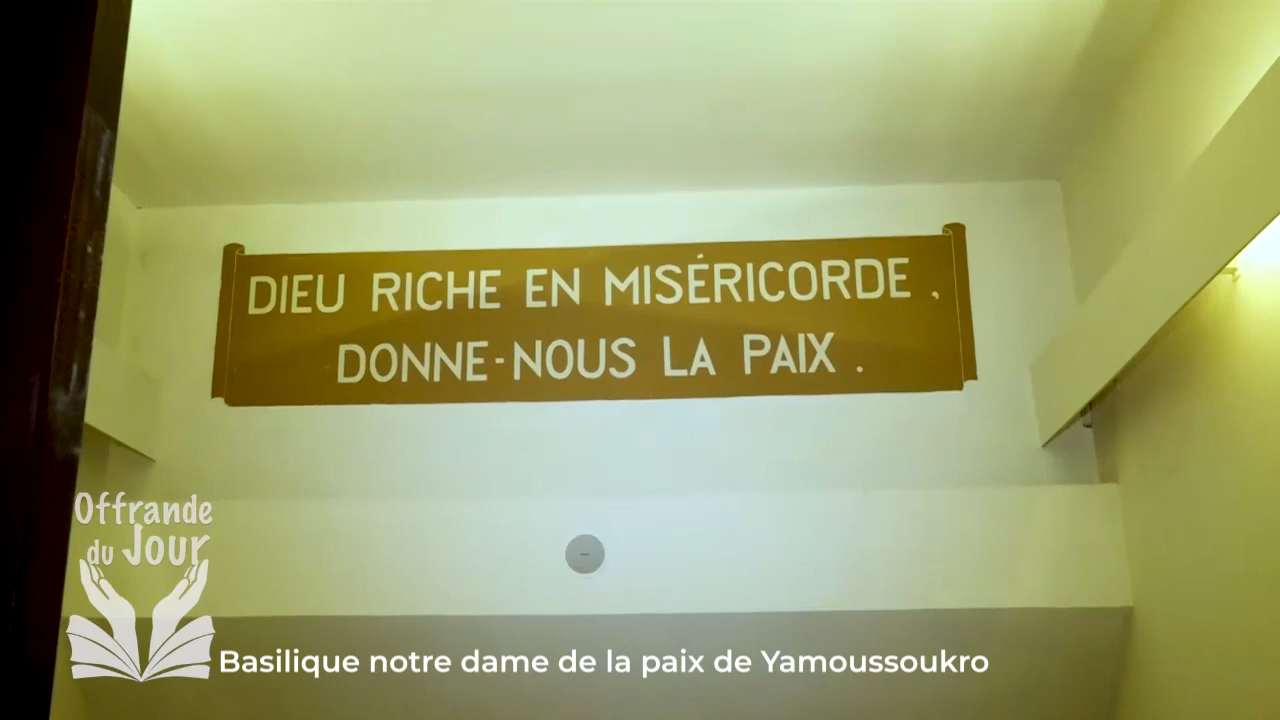 DIEU RICHE EN MISÉRICORDE ,
DONNE-NOUS LA PAIX .
Offrande
du Jour
Basilique notre dame de la paix de Yamoussoukro